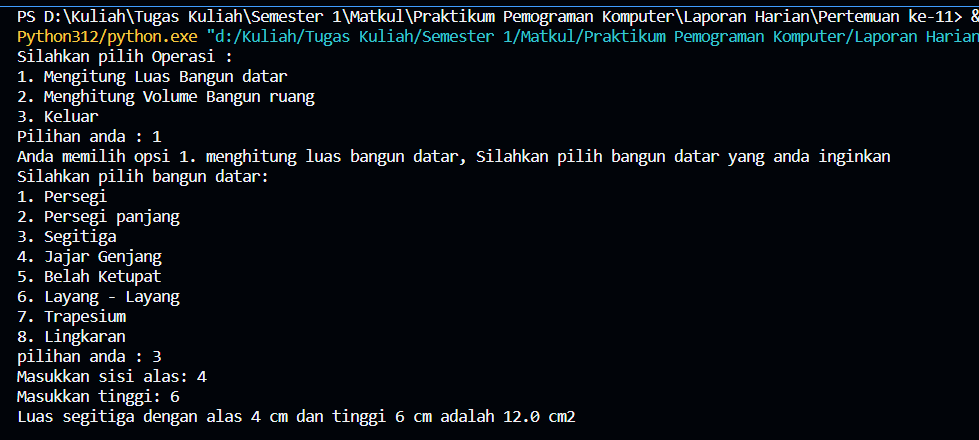 PS D:\Kuliah\Tugas Kuliah\Semester 1\Matkul\Praktikum Pemograman Komputer\Laporan Harian\Pertemuan ke-11> &
Python312/python.exe "d:/Kuliah/Tugas Kuliah/Semester 1/Matkul/Praktikum Pemograman Komputer/Laporan Harian
Silahkan pilih Operasi :
1. Mengitung Luas Bangun datar
2. Menghitung Volume Bangun ruang
3. Keluar
Pilihan anda : 1
Anda memilih opsi 1. menghitung luas bangun datar, Silahkan pilih bangun datar yang anda inginkan
Silahkan pilih bangun datar:
1. Persegi
2. Persegi panjang
3. Segitiga
4. Jajar Genjang
5. Belah Ketupat
6. Layang - Layang
7. Trapesium
8. Lingkaran
pilihan anda : 3
Masukkan sisi alas: 4
Masukkan tinggi: 6
Luas segitiga dengan alas 4 cm dan tinggi 6 cm adalah 12.0 cm2